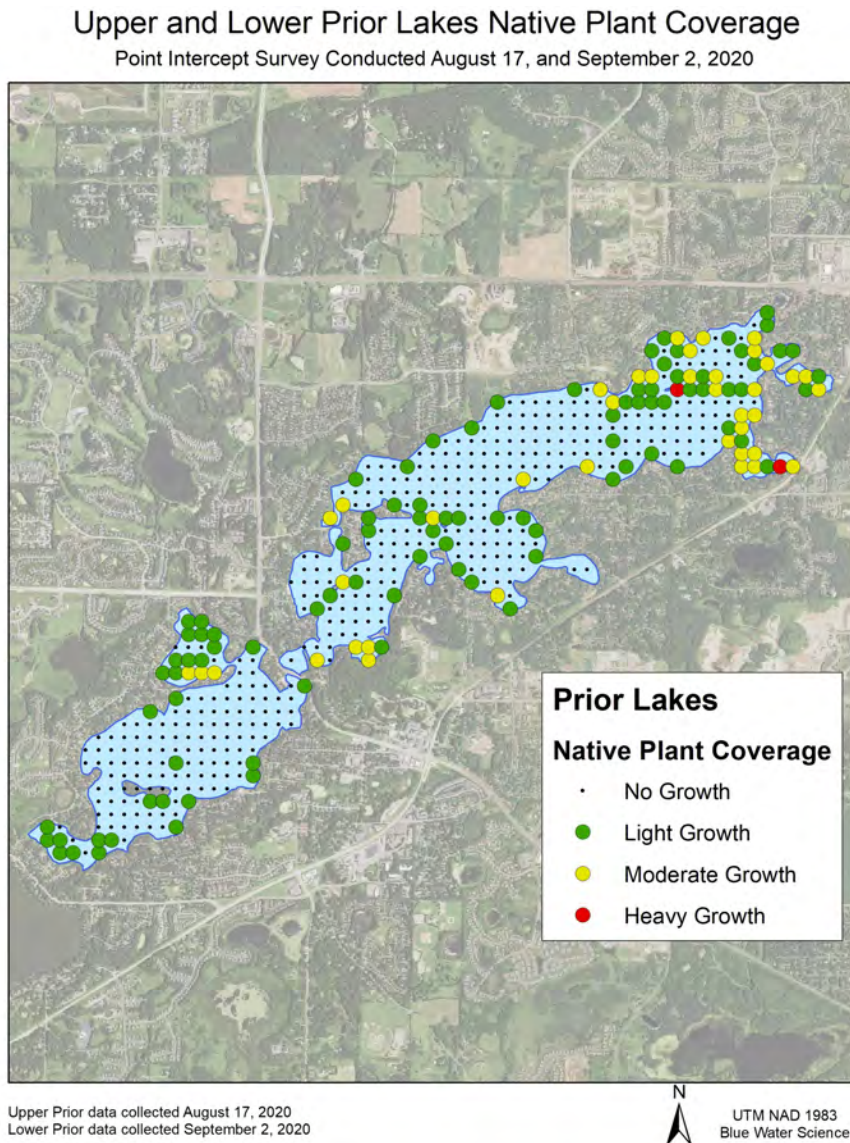 Upper and Lower Prior Lakes Native Plant Coverage
Point Intercept Survey Conducted August 17, and September 2, 2020
Prior Lakes
Native Plant Coverage
No Growth
Light Growth
Moderate Growth
Heavy Growth
Upper Prior data collected August 17, 2020
Lower Prior data collected September 2, 2020
N
UTM NAD 1983
Blue Water Science